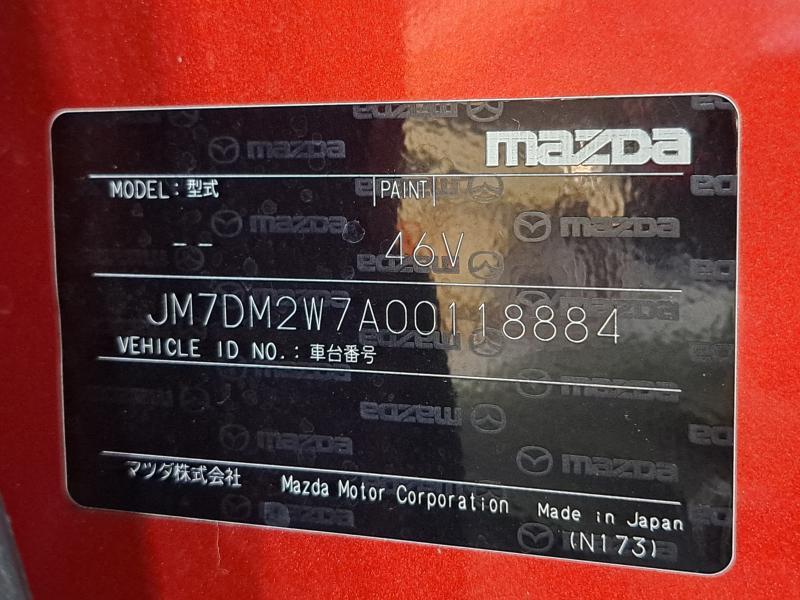 mazda
MODEL: 型式 PAINT
-- 46V
JM7DM2W7A00118884
VEHICLE ID NO.: 車台番号
マツダ株式会社 Mazda Motor Corporation Made in Japan
(N173)